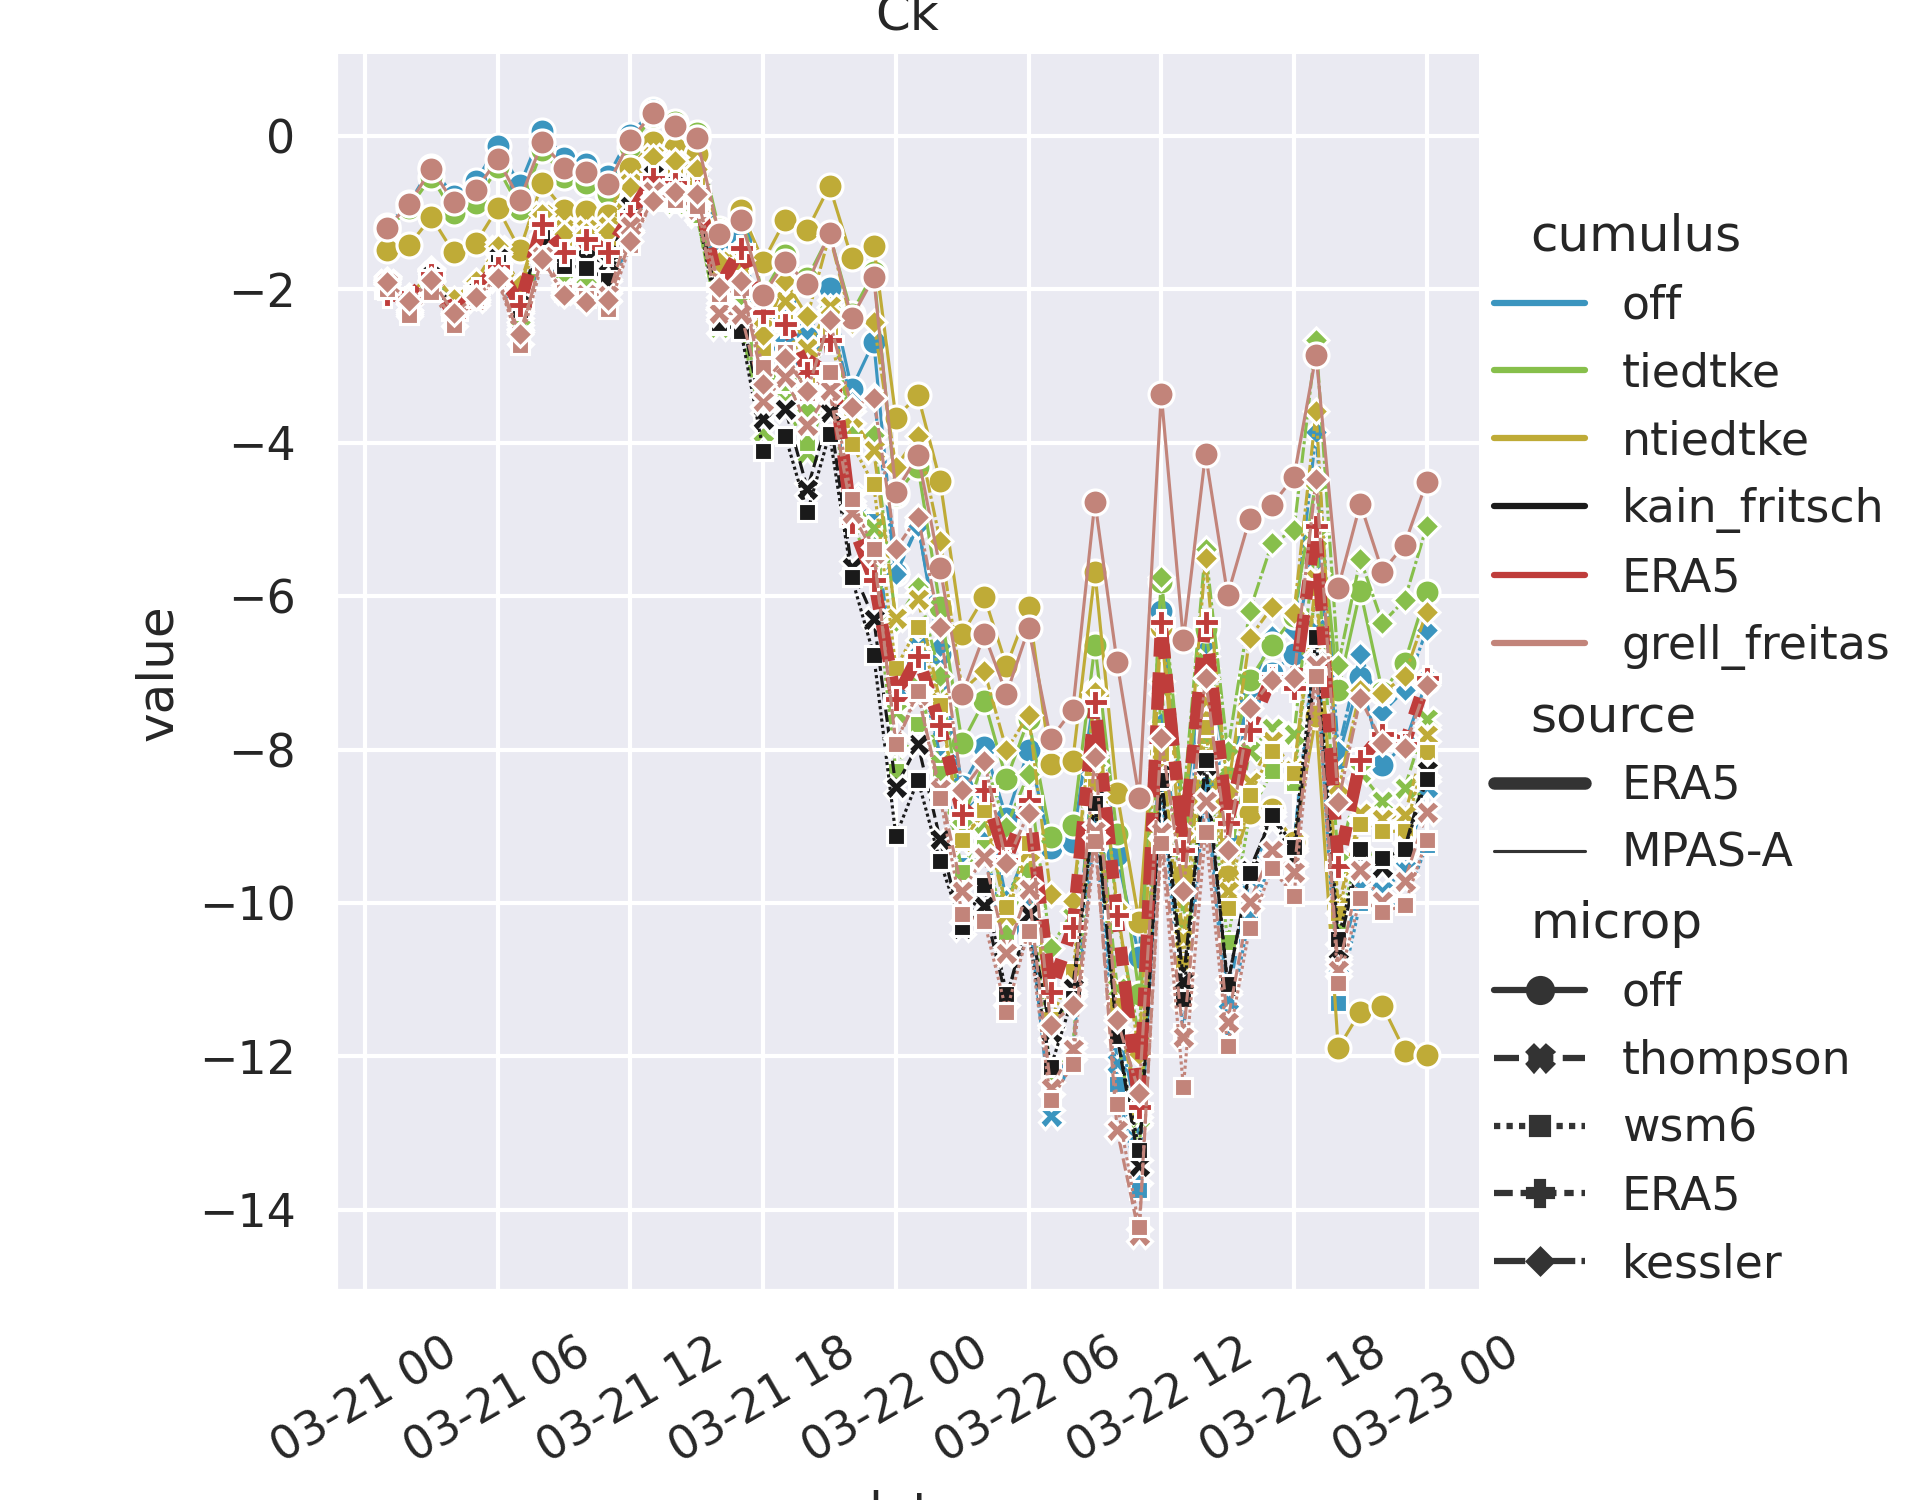 Ck
value
0
−2
−4
−6
−8
−10
−12
−14
03-21 00
03-21 06
03-21 12
03-21 18
03-22 00
03-22 06
03-22 12
03-22 18
03-23 00
cumulus
off
tiedtke
ntiedtke
kain_fritsch
ERA5
grell_freitas
source
ERA5
MPAS-A
microp
off
thompson
wsm6
ERA5
kessler